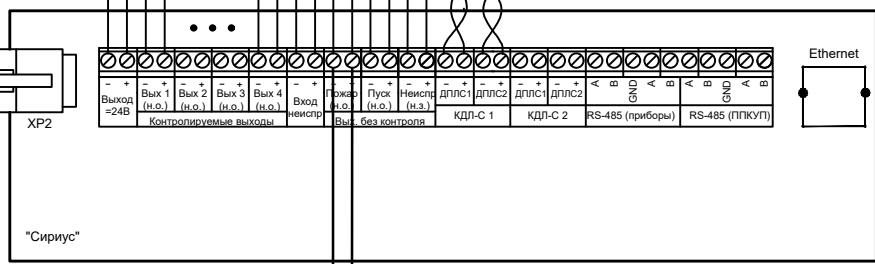 Ethernet
− + − + − + − + − + − + − + − + − + − + − + − + − + A B GND A B A B GND A B
Выход =24В
Вых 1 (н.о.)
Вых 2 (н.о.)
Вых 3 (н.о.)
Вых 4 (н.о.)
Вход неиспр
Пожар (н.о.)
Пуск (н.о.)
Неиспр (н.з.)
ДПЛС1 ДПЛС2 ДПЛС1 ДПЛС2
Контролируемые выходы
Вых. без контроля
КДЛ-С 1
КДЛ-С 2
RS-485 (приборы)
RS-485 (ППКУП)
XP2
"Сириус"